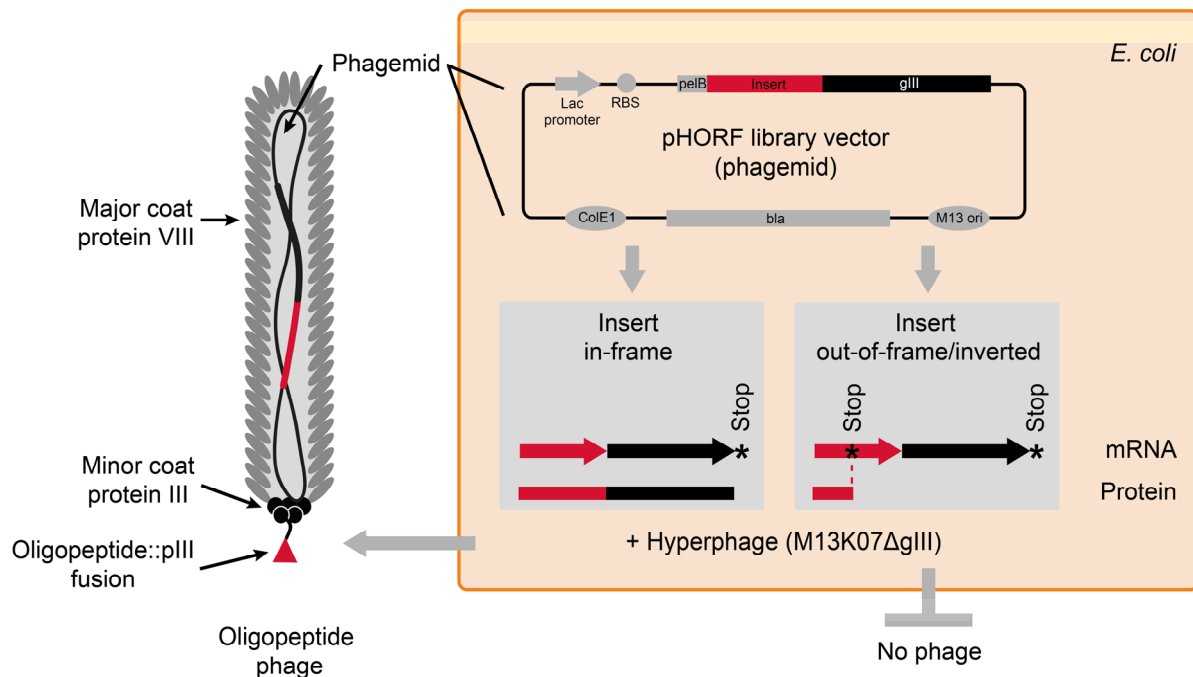 E. coli
Phagemid
pelB
Insert
gIII
Lac
promoter
RBS
pHORF library vector
(phagemid)
ColE1
bla
M13 ori
Major coat
protein VIII
Insert
in-frame
Stop
Insert
out-of-frame/inverted
Stop
Stop
*
*
*
mRNA
Protein
Minor coat
protein III
Oligopeptide::pIII
fusion
+ Hyperphage (M13K07ΔgIII)
Oligopeptide
phage
No phage